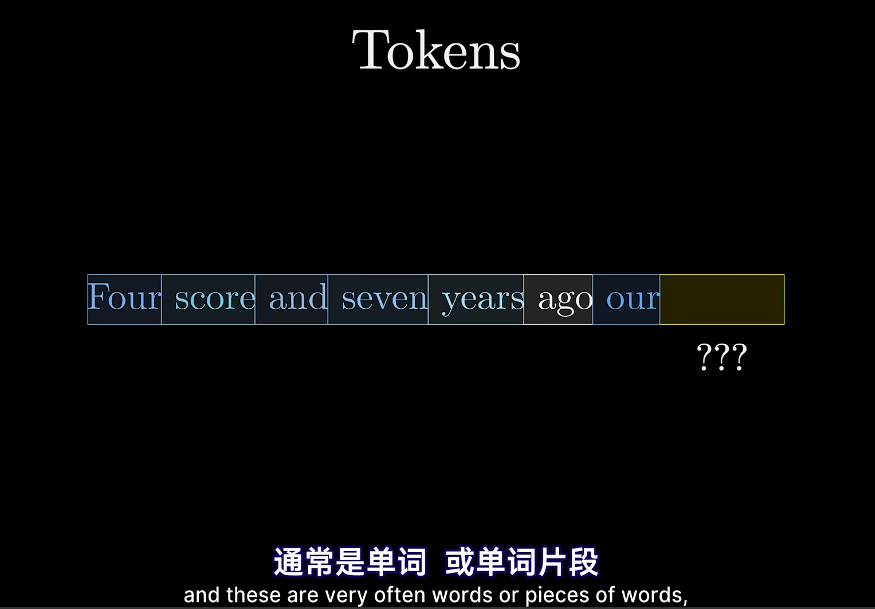 Tokens
Four score and seven years ago our
???
通常是单词 或单词片段
and these are very often words or pieces of words,